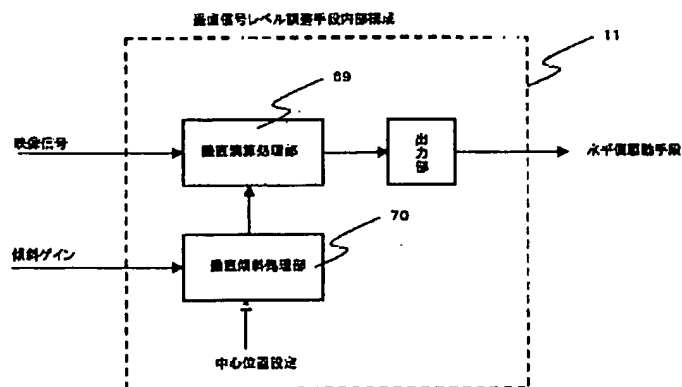 垂直信号レベル調整手段内部構成
11
69
映像信号
垂直演算処理部
出力部
水平側駆動手段
70
傾斜ゲイン
垂直傾斜処理部
中心位置設定